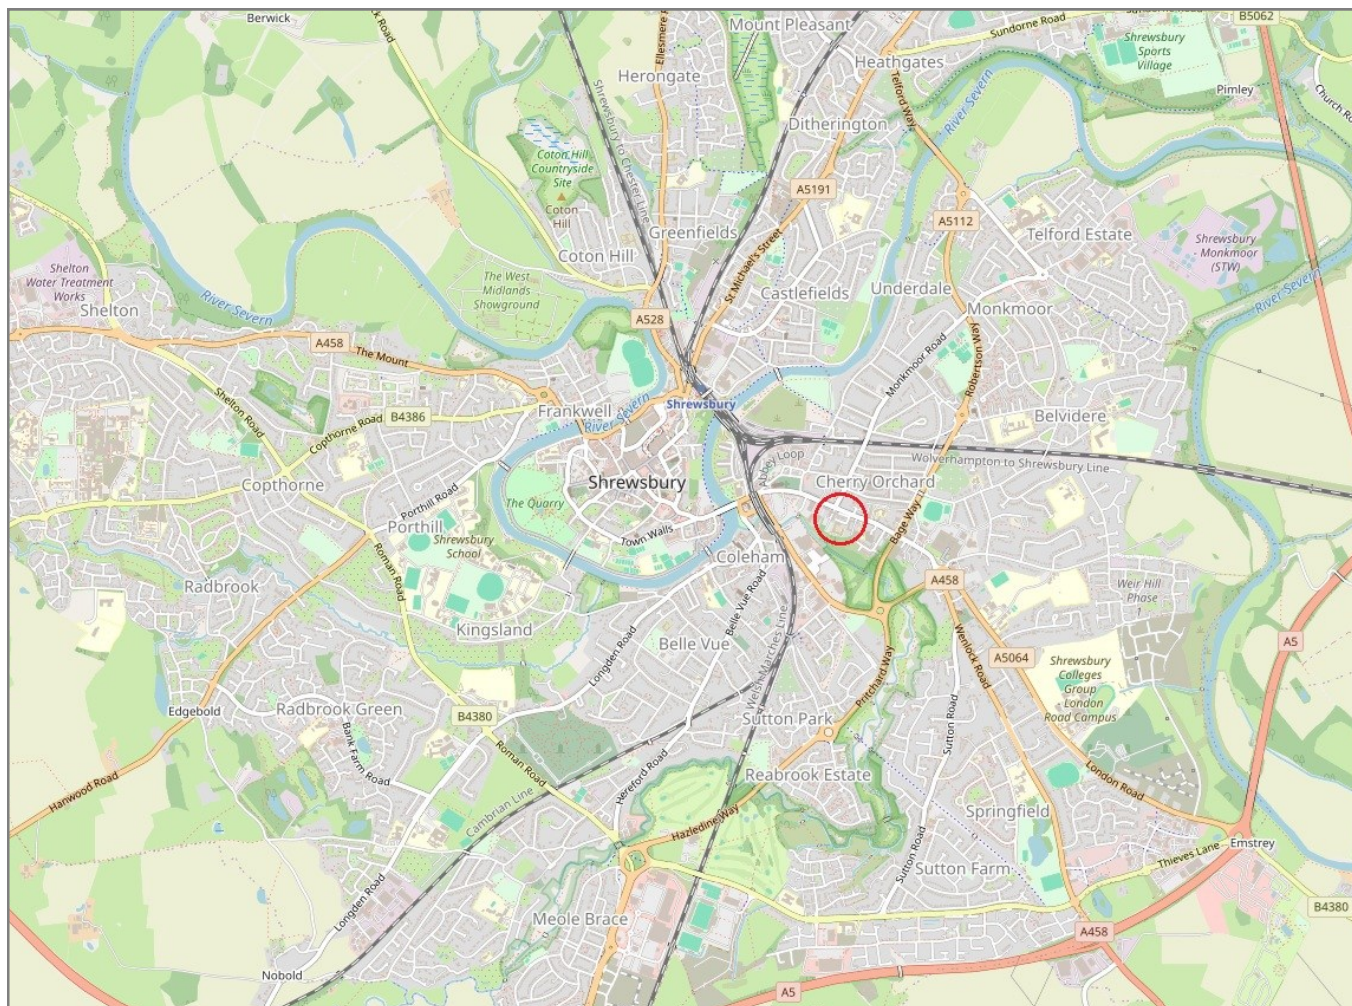 Berwick
Ellesmere
Mount Pleasant
Sundorne Road
B5062
Shrewsbury
Sports
Village
Heathgates
Herongate
Telford Way
River Severn
Pimley
Church
Shrewsbury to Chester Line
Ditherington
Coton Hill
Countryside
Site
Coton
Hill
A5191
A5112
Greenfields
St Michael's Street
Telford Estate
Shrewsbury
Monkmoor
(STW)
Coton Hill
The West
Midlands
Showground
Shelton
Water Treatment
Works
Castlefields
Underdale
River Severn
Shelton
River Severn
A528
Monkmoor
A458
The Mount
Monkmoor Road
Robertson Way
Shelton Road
Copthorne Road
B4386
Frankwell
River Severn
Shrewsbury
Belvidere
Abbey Loop
Wolverhampton to Shrewsbury Line
Copthorne
Porthill Road
The Quarry
Shrewsbury
Cherry Orchard
Porthill
Shrewsbury
School
Town Walls
Bage Way
Roman Road
Coleham
Radbrook
A458
Weir Hill
Phase
1
Kingsland
Belle Vue Road
Longden Road
Belle Vue
Welsh Marches Line
Wenlock Road
A5064
A5
Shrewsbury
Colleges
Group
London
Road Campus
Pritchard Way
Sutton Road
Edgebold
Radbrook Green
B4380
Sutton Park
Bank Farm Road
Roman Road
Hereford Road
Reabrook Estate
London Road
Hanwood Road
Cambrian Line
Hazledine Way
Springfield
Sutton Road
Thieves Lane
Emstrey
Sutton Farm
Longden Road
Meole Brace
B4380
A458
Nobold
A5